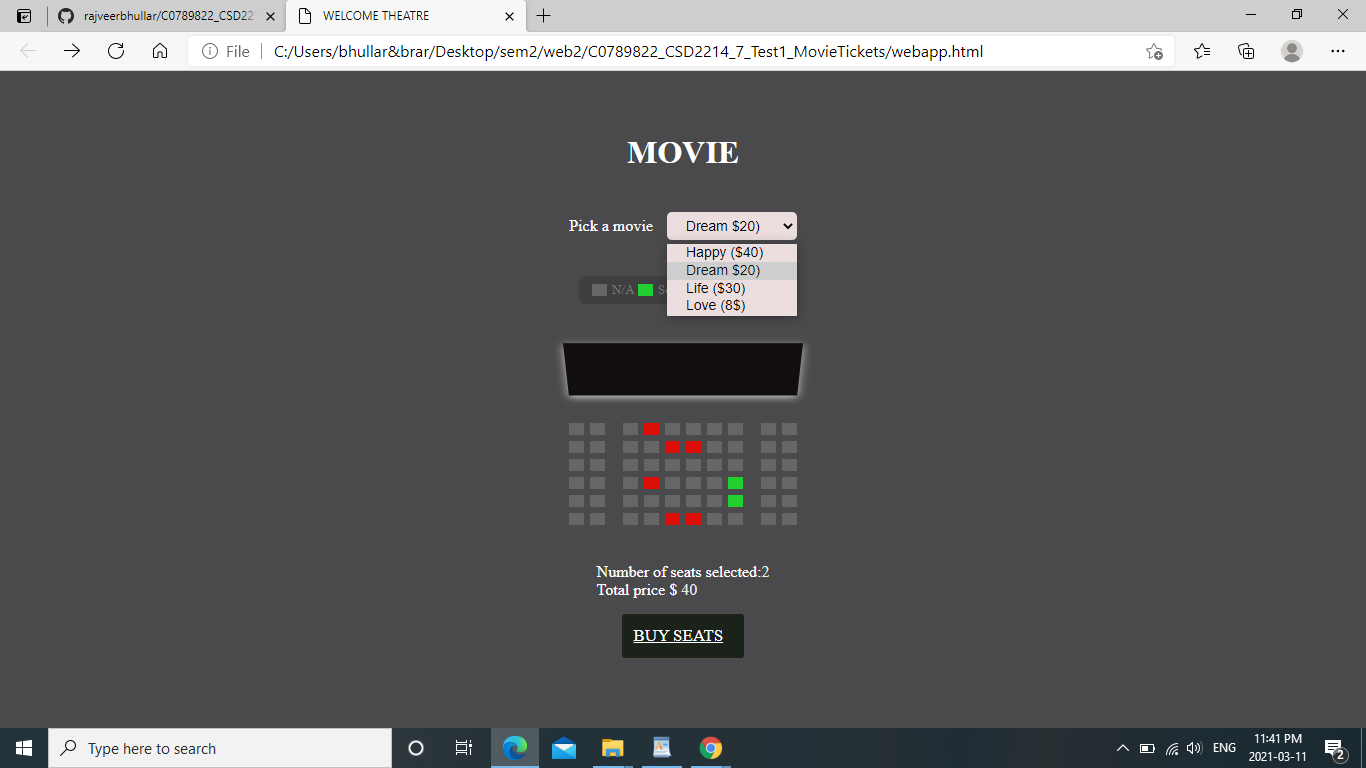 rajveerbhullar/C0789822_CSD22
WELCOME THEATRE
File
C:/Users/bhullar&brar/Desktop/sem2/web2/C0789822_CSD2214_7_Test1_MovieTickets/webapp.html
MOVIE
Pick a movie
Dream $20)
Happy ($40)
Dream $20)
Life ($30)
Love (8$)
N/A
Number of seats selected:2
Total price $ 40
BUY SEATS
Type here to search
ENG
11:41 PM
2021-03-11
2